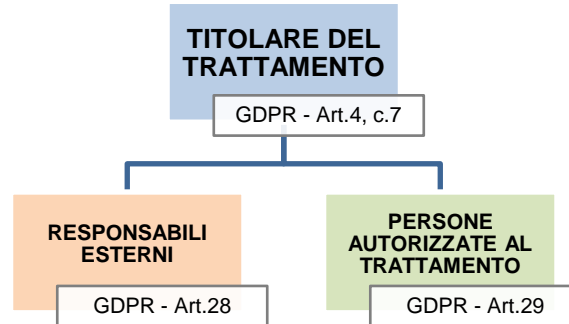 TITOLARE DEL
TRATTAMENTO
GDPR - Art.4, c.7
RESPONSABILI
ESTERNI
GDPR - Art.28
PERSONE
AUTORIZZATE AL
TRATTAMENTO
GDPR - Art.29